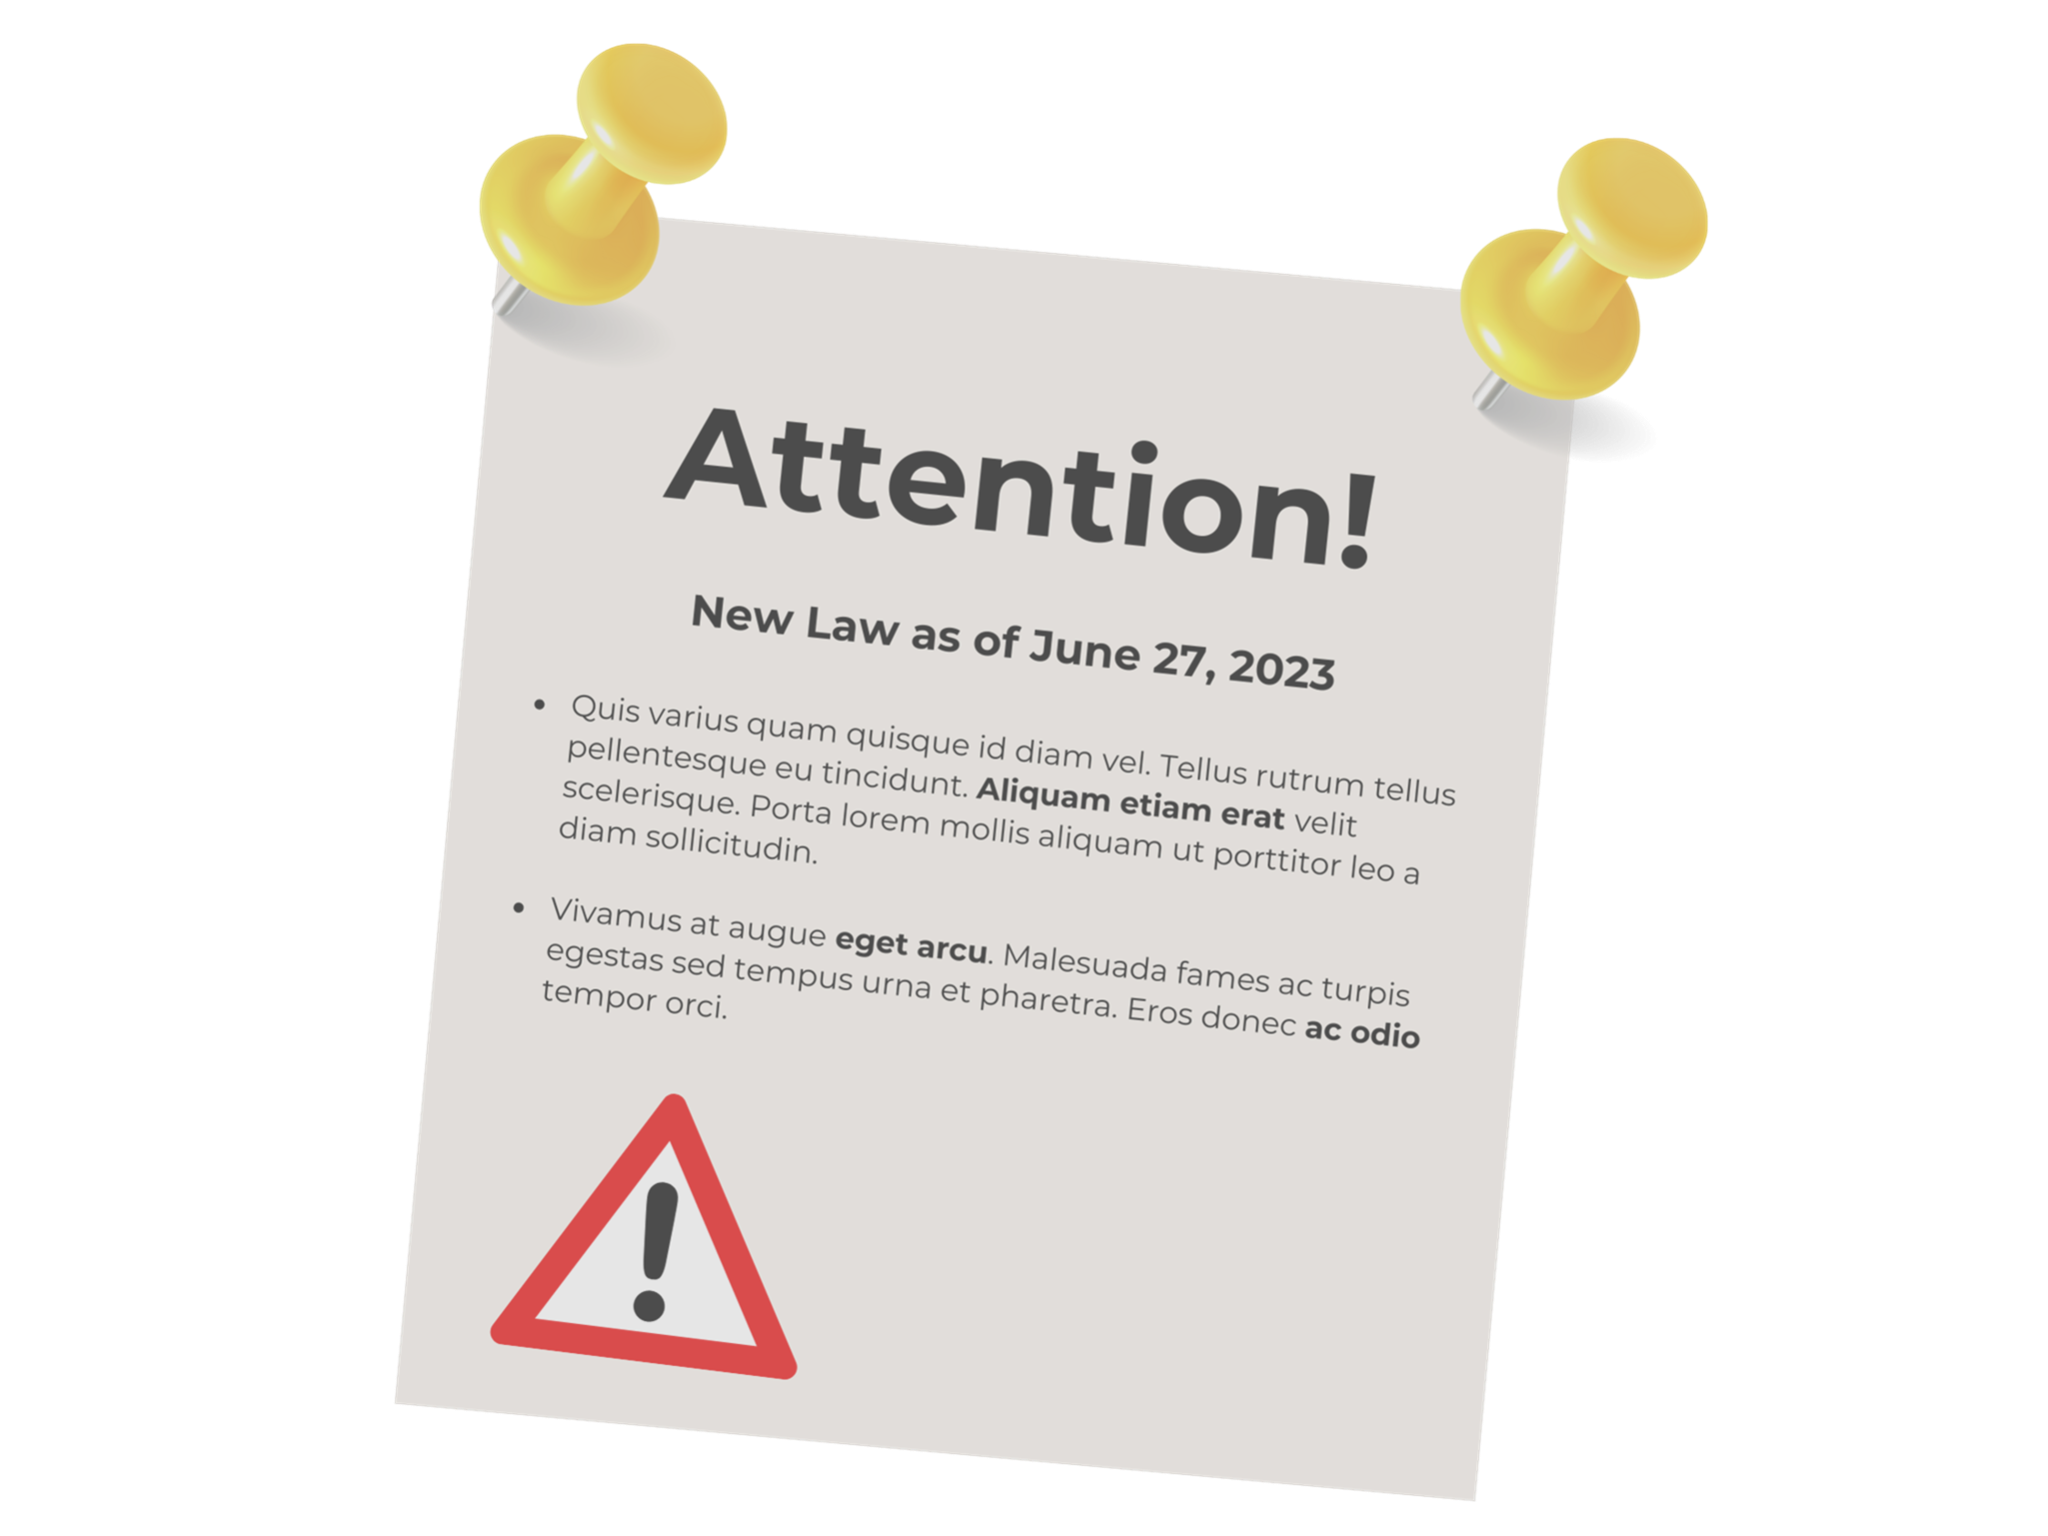 Attention!
New Law as of June 27, 2023
• Quis varius quam quisque id diam vel. Tellus rutrum tellus
pellentesque eu tincidunt. Aliquam etiam erat velit
scelerisque. Porta lorem mollis aliquam ut porttitor leo a
diam sollicitudin.
• Vivamus at augue eget arcu. Malesuada fames ac turpis
egestas sed tempus urna et pharetra. Eros donec ac odio
tempor orci.
!